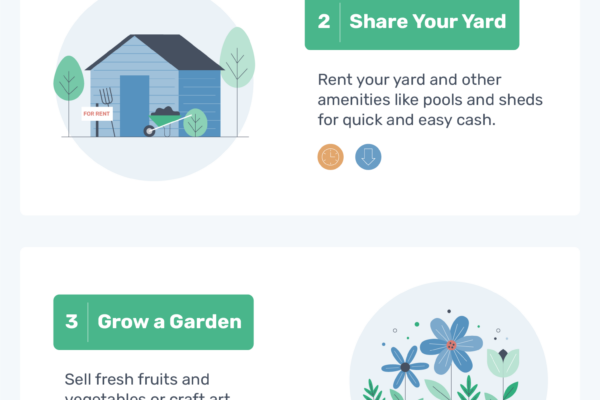 2 Share Your Yard
Rent your yard and other
amenities like pools and sheds
for quick and easy cash.
FOR RENT
3 Grow a Garden
Sell fresh fruits and
vegetables or craft art